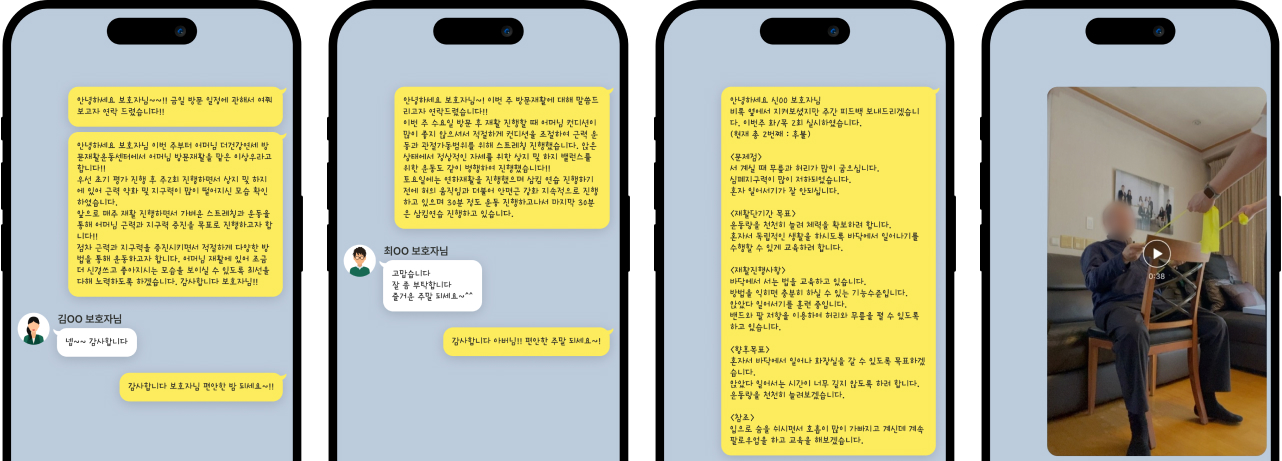 안녕하세요 보호자님~~!! 금일 방문 일정에 관해서 여쭤
보고자 연락 드렸습니다!!
안녕하세요 보호자님 이번 주부터 어머님 더건강연세 방
문재활운동센터에서 어머님 방문재활을 맡은 이상우라고
합니다!!
우선 초기 평가 진행 후 주2회 진행하면서 상지 및 하지
에 있어 근력 약화 및 지구력이 많이 떨어지신 모습 확인
하였습니다.
앞으로 매주 재활 진행하면서 가벼운 스트레칭과 운동을
통해 어머님 근력과 지구력 증진을 목표로 진행하고자 합
니다!!
점차 근력과 지구력을 증진시키면서 적절하게 다양한 방
법을 통해 운동하고자 합니다. 어머님 재활에 있어 조금
더 신경쓰고 좋아지시는 모습을 보이실 수 있도록 최선을
다해 노력하도록 하겠습니다. 감사합니다 보호자님!!
김OO 보호자님
넵~~ 감사합니다
감사합니다 보호자님 편안한 밤 되세요~!!
안녕하세요 보호자님~! 이번 주 방문재활에 대해 말씀드
리고자 연락드렸습니다!!
이번 주 수요일 방문 후 재활 진행할 때 어머님 컨디션이
많이 좋지 않으셔서 적절하게 컨디션을 조절하여 근력 운
동과 관절가동범위를 위해 스트레칭 진행했습니다. 앉은
상태에서 정상적인 자세를 위한 상지 및 하지 밸런스를
위한 운동도 같이 병행하여 진행했습니다!!
토요일에는 연하재활을 진행했으며 삼킴 연습 진행하기
전에 혀의 움직임과 더불어 안면근 강화 지속적으로 진행
하고 있으며 30분 정도 운동 진행하고나서 마지막 30분
은 삼킴연습 진행하고 있습니다.
최OO 보호자님
고맙습니다
잘 좀 부탁합니다
즐거운 주말 되세요~^^
감사합니다 아버님!! 편안한 주말 되세요~!
안녕하세요 신OO 보호자님
비록 옆에서 지켜보셨지만 주간 피드백 보내드리겠습니
다. 이번주 화/목 2회 실시하였습니다.
(현재 총 2번째 : 후불)
<문제점>
서 계실 때 무릎과 허리가 많이 굽으십니다.
심폐지구력이 많이 저하되었습니다.
혼자 일어서기가 잘 안되십니다.
<재활단기간 목표>
운동량을 천천히 늘려 체력을 확보하려 합니다.
혼자서 독립적인 생활을 하시도록 바닥에서 일어나기를
수행할 수 있게 교육하려 합니다.
<재활진행사항>
바닥에서 서는 법을 교육하고 있습니다.
방법을 익히면 충분히 하실 수 있는 기능수준입니다.
앉았다 일어서기를 훈련 중입니다.
밴드와 팔 저항을 이용하여 허리와 무릎을 펼 수 있도록
하고 있습니다.
<향후목표>
혼자서 바닥에서 일어나 화장실을 갈 수 있도록 목표하겠
습니다.
앉았다 일어서는 시간이 너무 길지 않도록 하려 합니다.
운동량을 천천히 늘려보겠습니다.
<참조>
입으로 숨을 쉬시면서 호흡이 많이 가빠지고 계신데 계속
팔로우업을 하고 교육을 해보겠습니다.
0:38